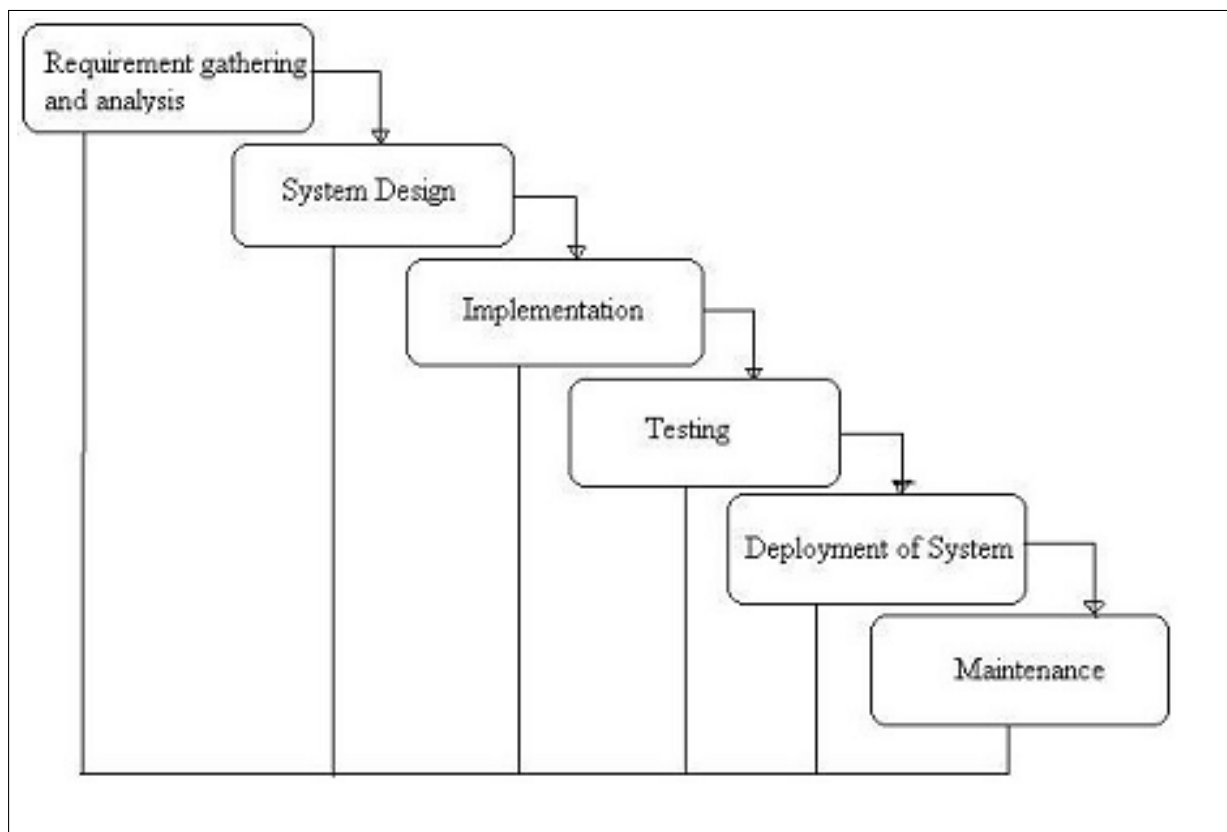 Requirement gathering
and analysis
System Design
Implementation
Testing
Deployment of System
Maintenance